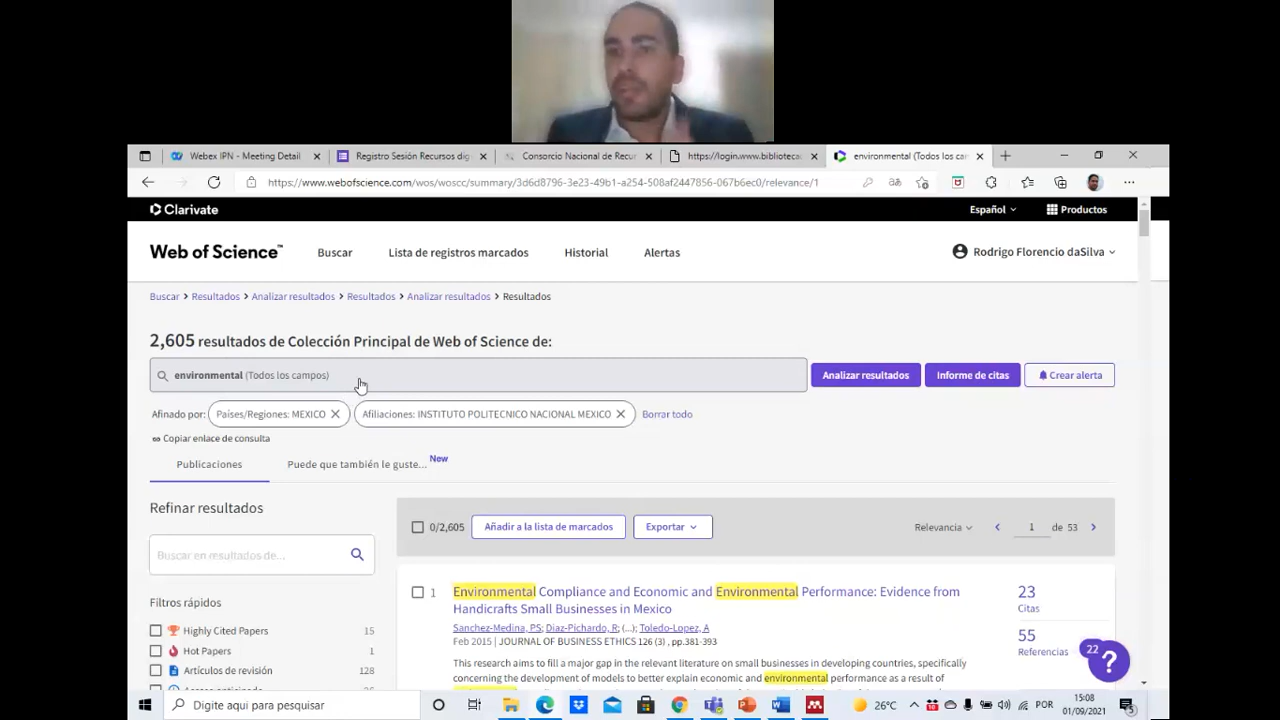 Webex IPN - Meeting Detail
Registro Sesión Recursos dig
Consorcio Nacional de Recur
https://login.www.biblioteca
environmental (Todos los car
https://www.webofscience.com/wos/woscc/summary/3d6d8796-3e23-49b1-a254-508af2447856-067b6ec0/relevance/1
Clarivate
Español
Productos
Web of Science™
Buscar
Lista de registros marcados
Historial
Alertas
Rodrigo Florencio daSilva
Buscar > Resultados > Analizar resultados > Resultados > Analizar resultados > Resultados
2,605 resultados de Colección Principal de Web of Science de:
environmental (Todos los campos)
Analizar resultados
Informe de citas
Crear alerta
Afinado por:
Países/Regiones: MEXICO
Afiliaciones: INSTITUTO POLITECNICO NACIONAL MEXICO
Borrar todo
Copiar enlace de consulta
Publicaciones
Puede que también le guste...
New
Refinar resultados
Buscar en resultados de...
Filtros rápidos
Highly Cited Papers 15
Hot Papers 1
Artículos de revisión 128
0/2,605
Añadir a la lista de marcados
Exportar
Relevancia
1 de 53
1
Environmental Compliance and Economic and Environmental Performance: Evidence from
Handicrafts Small Businesses in Mexico
Sanchez-Medina, PS; Diaz-Pichardo, R; (...); Toledo-Lopez, A
Feb 2015 | JOURNAL OF BUSINESS ETHICS 126 (3) , pp.381-393
This research aims to fill a major gap in the relevant literature on small businesses in developing countries, specifically
concerning the development of models to better explain economic and environmental performance as a result of
23
Citas
55
Referencias
22
?
Digite aqui para pesquisar
26°C
POR
15:08
01/09/2021